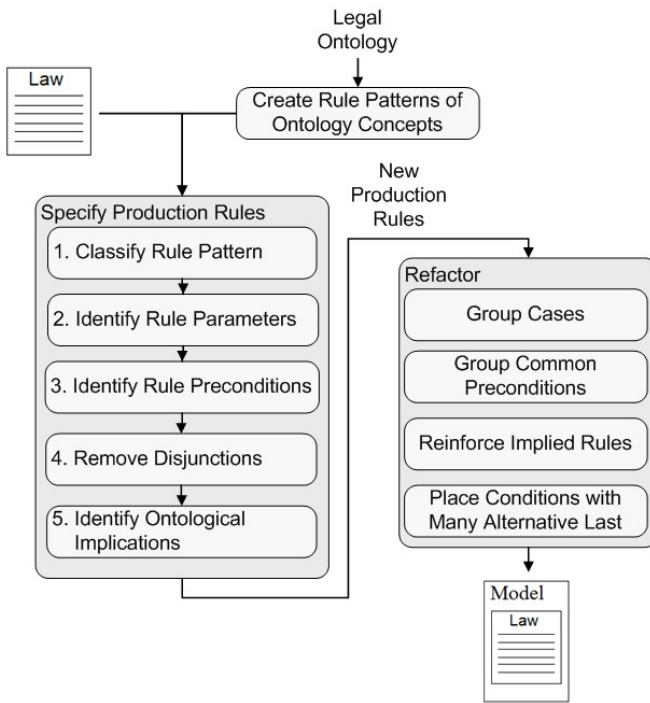 Legal
Ontology
Law
Create Rule Patterns of
Ontology Concepts
New
Production
Rules
Specify Production Rules
1. Classify Rule Pattern
2. Identify Rule Parameters
3. Identify Rule Preconditions
4. Remove Disjunctions
5. Identify Ontological
Implications
Refactor
Group Cases
Group Common
Preconditions
Reinforce Implied Rules
Place Conditions with
Many Alternative Last
Model
Law